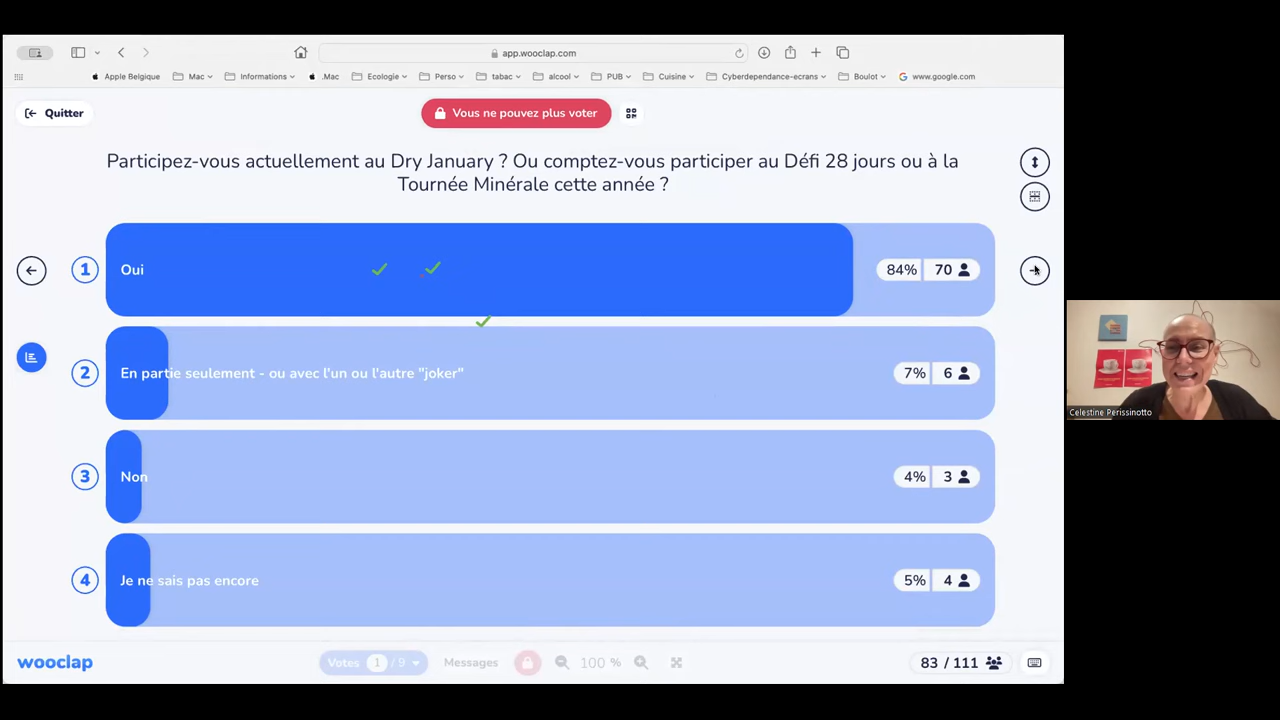 app.wooclap.com
Apple Belgique Mac Informations .Mac Ecologie Perso tabac alcool PUB Cuisine Cyberdependance-ecrans Boulot www.google.com
Quitter
Vous ne pouvez plus voter
Participez-vous actuellement au Dry January ? Ou comptez-vous participer au Défi 28 jours ou à la
Tournée Minérale cette année ?
1 Oui 84% 70
2 En partie seulement - ou avec l'un ou l'autre "joker" 7% 6
3 Non 4% 3
4 Je ne sais pas encore 5% 4
Celestine Perissinotto
wooclap Votes 1 / 9 Messages 100 % 83 / 111